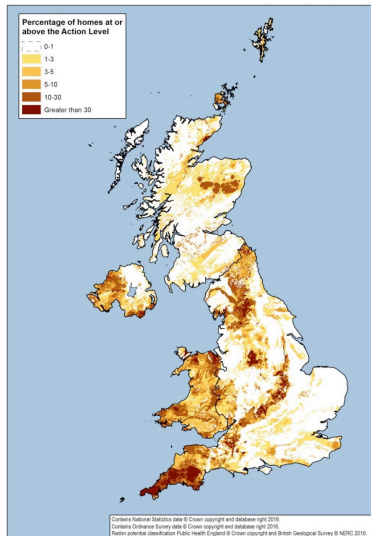 Percentage of homes at or
above the Action Level
0-1
1-3
3-5
5-10
10-30
Greater than 30
Contains National Statistics data © Crown copyright and database right 2016.
Contains Ordnance Survey data © Crown copyright and database right 2016.
Radon potential classification Public Health England © Crown copyright and British Geological Survey © NERC 2016.